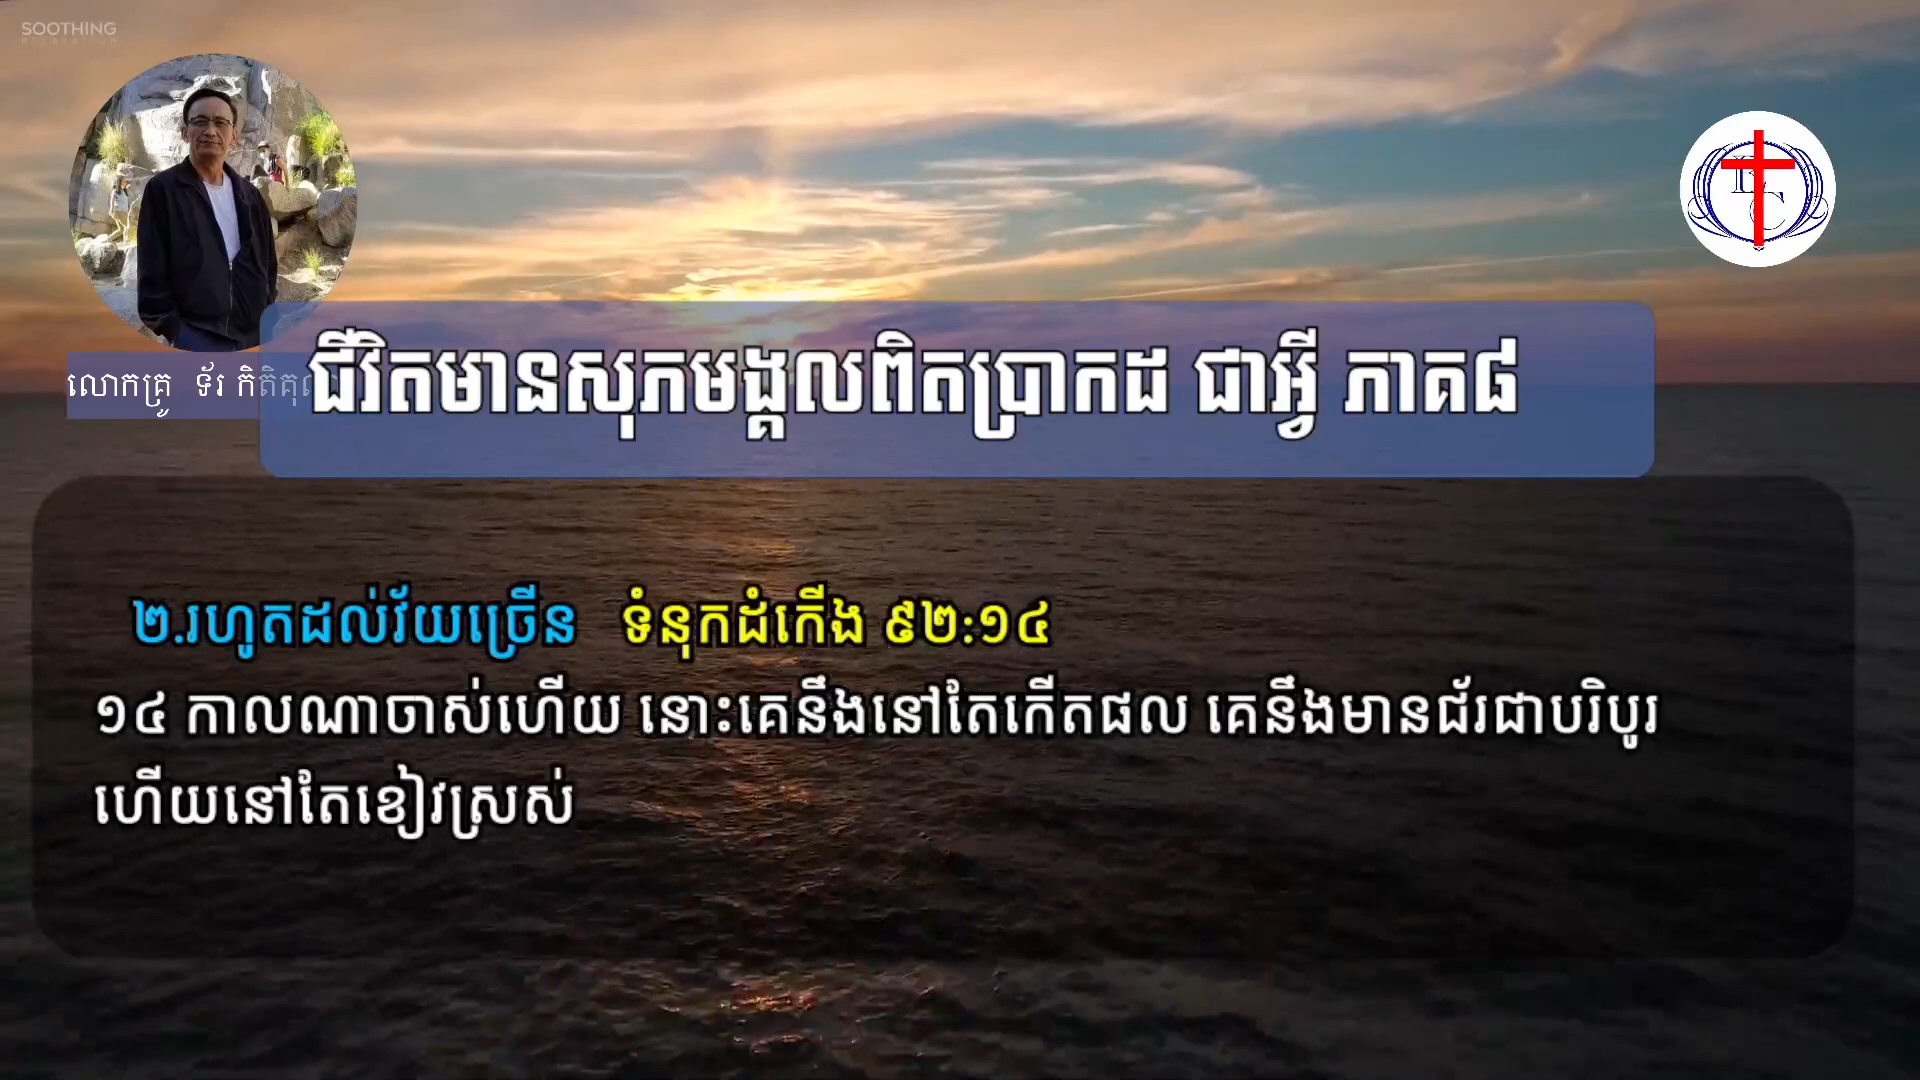 SOOTHING
RELAXATION
លោកគ្រូ ទ័រ កិតិគុណ
ជីវិតមានសុភមង្គលពិតប្រាកដ ជាអ្វី ភាគ៨
២.រហូតដល់វ័យច្រើន ទំនុកដំកើង ៩២:១៤
១៤ កាលណាចាស់ហើយ នោះគេនឹងនៅតែកើតផល គេនឹងមានជ័រជាបរិបូរ
ហើយនៅតែខៀវស្រស់